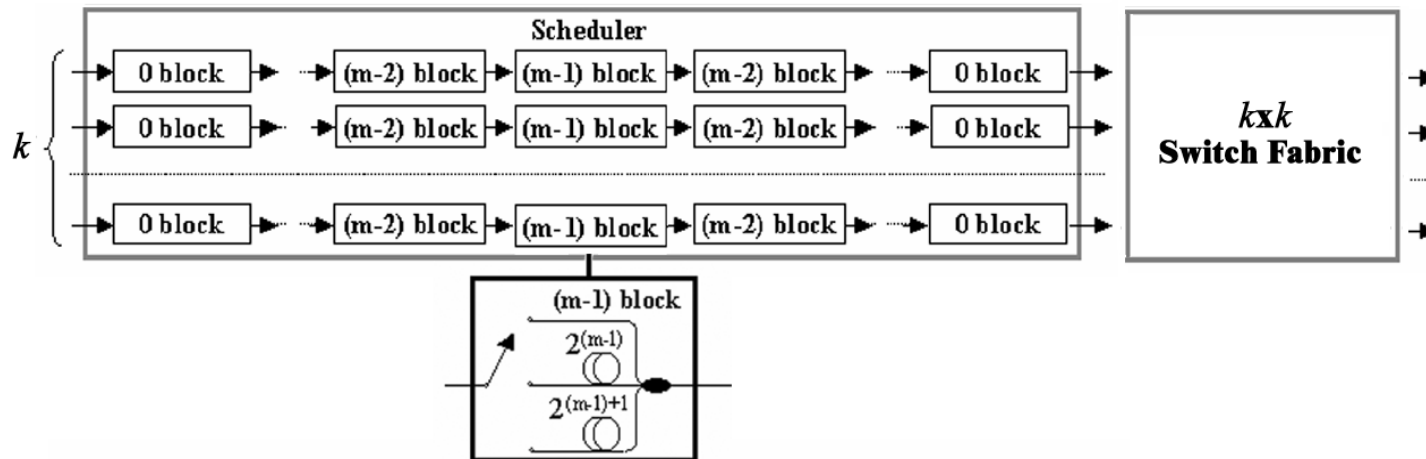 Scheduler
0 block (m-2) block (m-1) block (m-2) block 0 block
0 block (m-2) block (m-1) block (m-2) block 0 block
k
0 block (m-2) block (m-1) block (m-2) block 0 block
kxk
Switch Fabric
(m-1) block
2^(m-1)
2^(m-1)+1